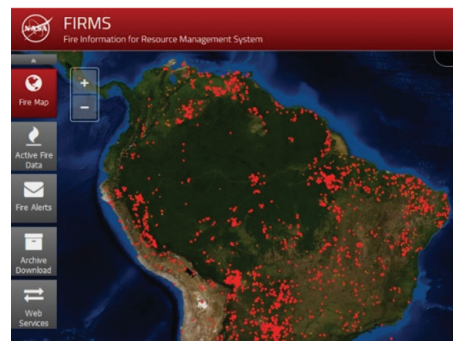 NASA
FIRMS
Fire Information for Resource Management System
+
Fire Map
−
Active Fire
Data
Fire Alerts
Archive
Download
Web
Services